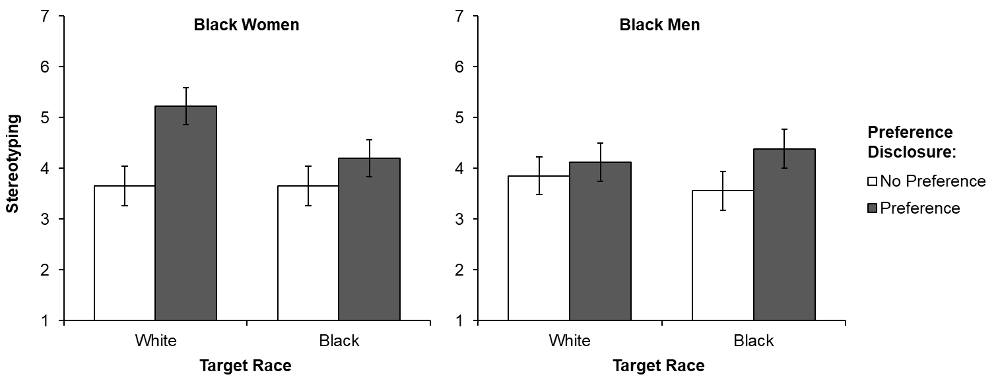 Black Women
Stereotyping
7
6
5
4
3
2
1
White
Black
Target Race
Black Men
7
6
5
4
3
2
1
White
Black
Target Race
Preference
Disclosure:
No Preference
Preference